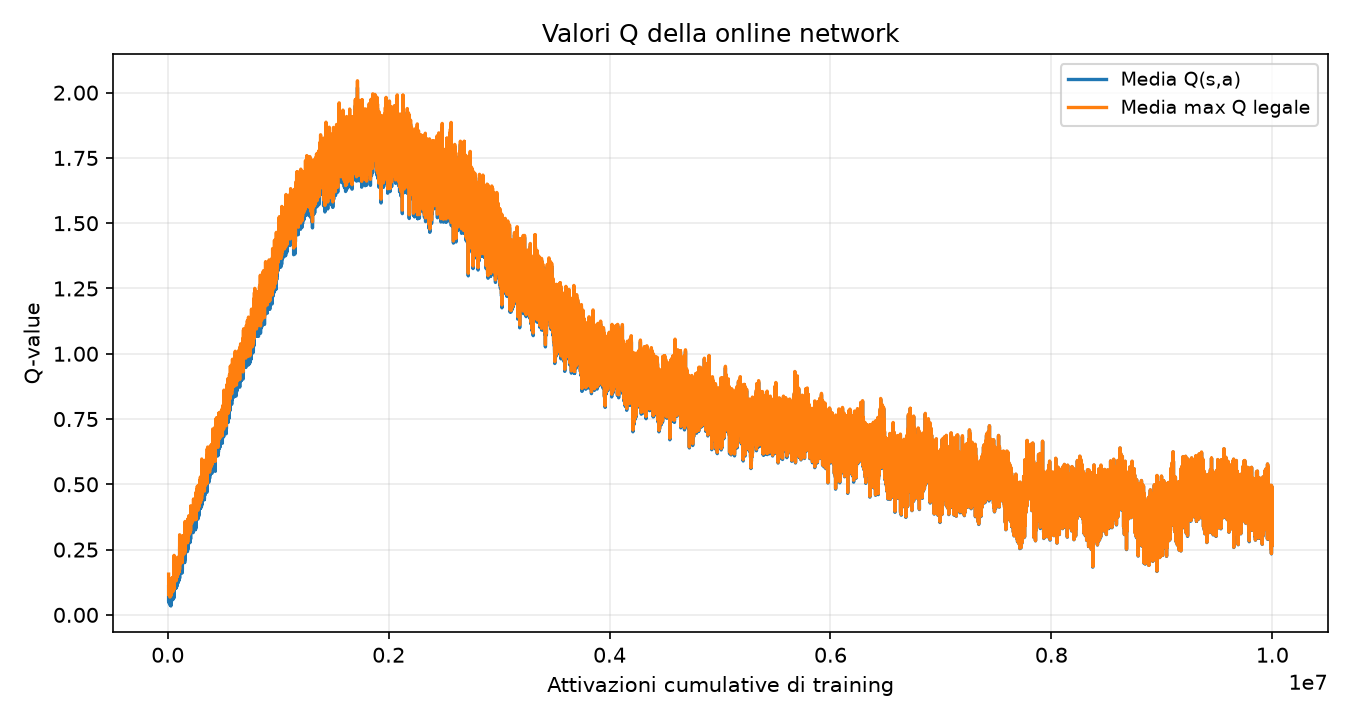 Valori Q della online network
Media Q(s,a)
Media max Q legale
2.00
1.75
1.50
1.25
1.00
0.75
0.50
0.25
0.00
Q-value
0.0 0.2 0.4 0.6 0.8 1.0
1e7
Attivazioni cumulative di training